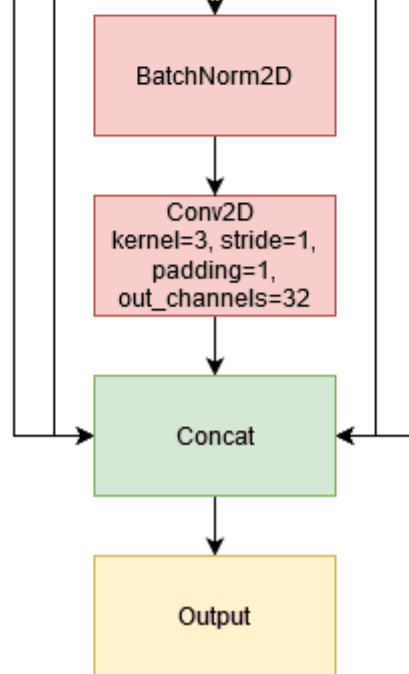 BatchNorm2D
Conv2D
kernel=3, stride=1,
padding=1,
out_channels=32
Concat
Output